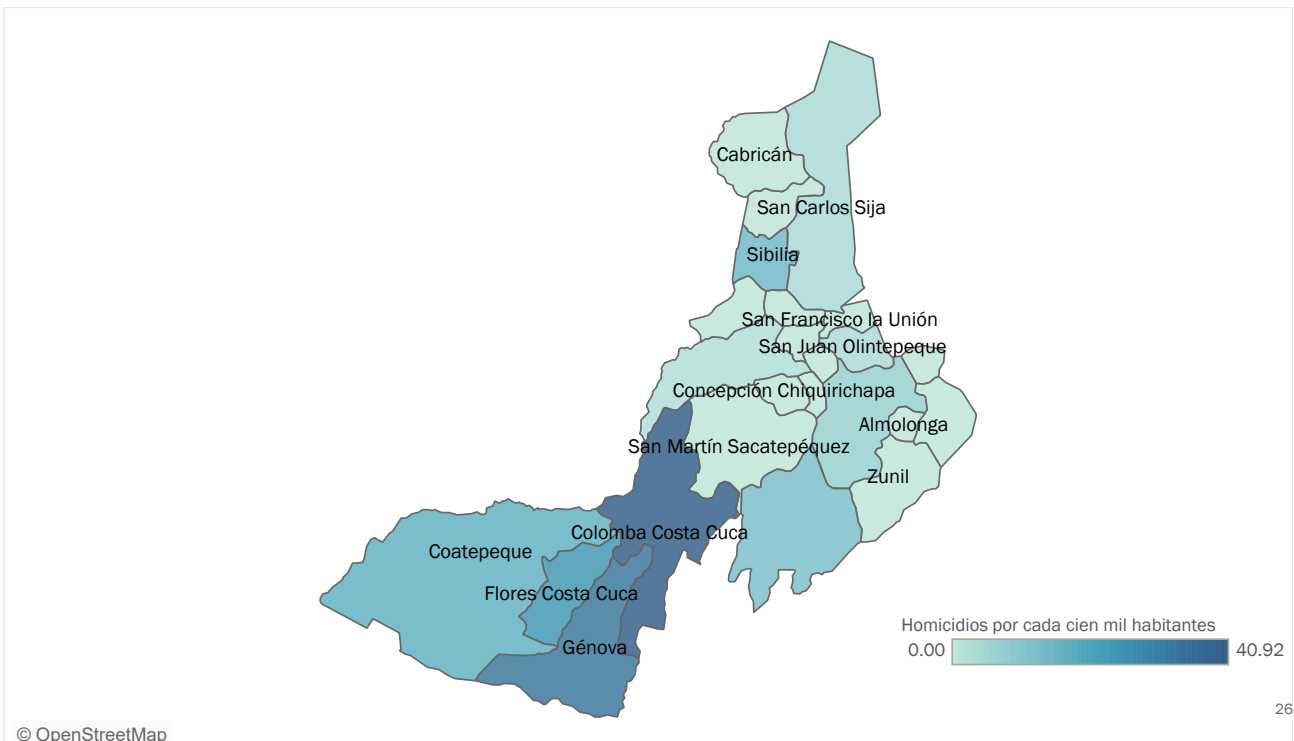 Cabricán
San Carlos Sija
Sibilia
San Francisco la Unión
San Juan Olintepeque
Concepción Chiquirichapa
Almolonga
San Martín Sacatepéquez
Zunil
Colomba Costa Cuca
Coatepeque
Flores Costa Cuca
Génova
Homicidios por cada cien mil habitantes
0.00 40.92
26
© OpenStreetMap